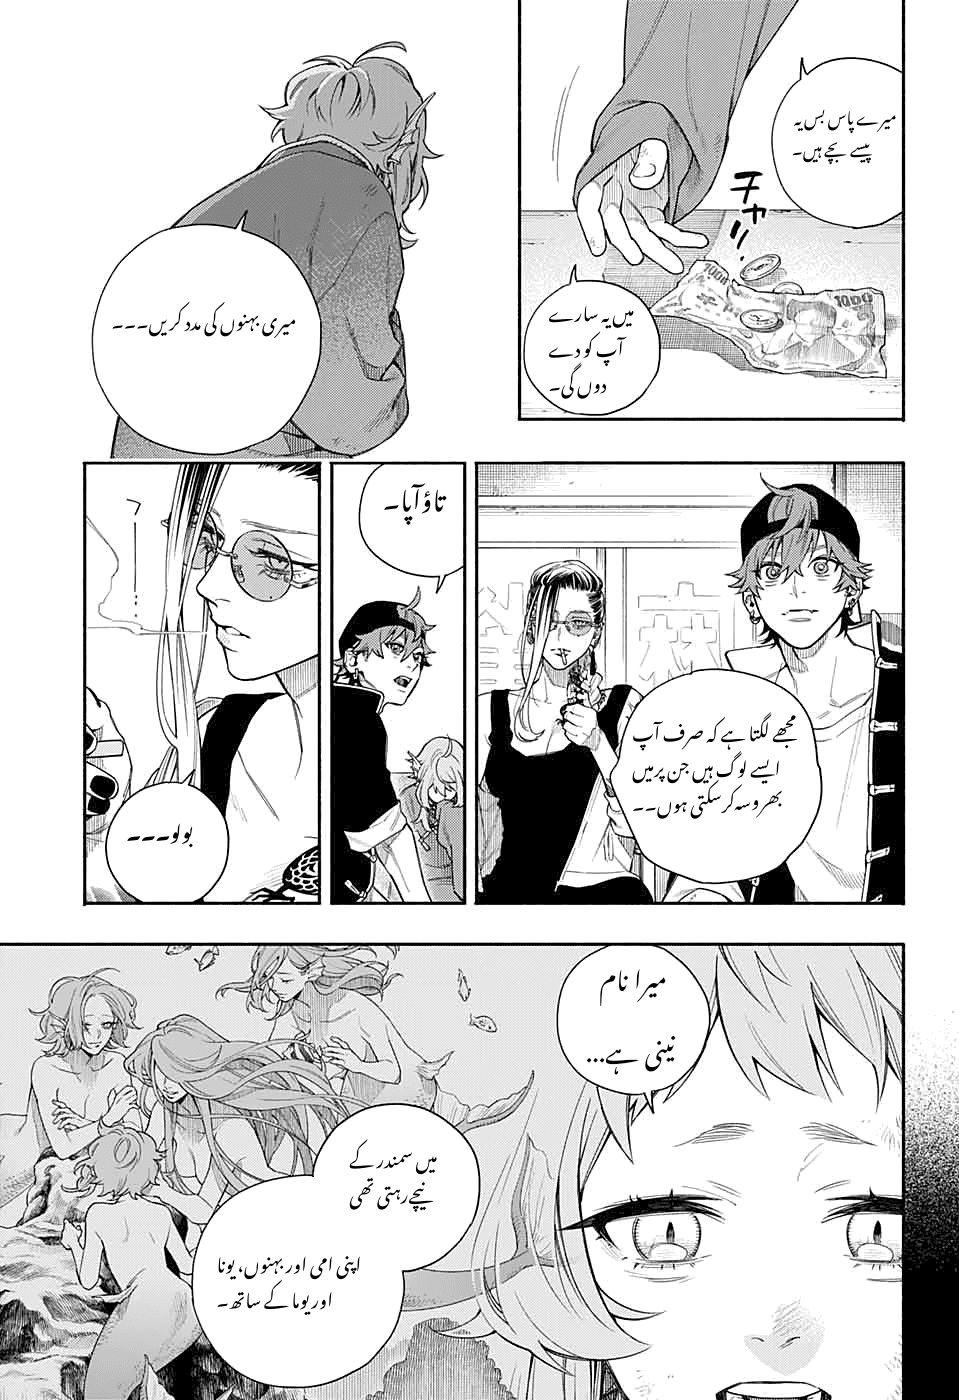 میرے پاس بس یہ
پیسے بچے ہیں۔
チャリ
1000
1000
میں یہ سارے
آپ کو دے
دوں گی۔
میری بہنوں کی مدد کریں۔۔۔
مجھے لگتا ہے کہ صرف آپ
ایسے لوگ ہیں جن پر میں
بھروسہ کر سکتی ہوں۔۔
تاؤ آپا۔
بولو۔۔۔
میرا نام
نینی ہے...
میں سمندر کے
نیچے رہتی تھی
اپنی امی اور بہنوں، یونا
اور یوما کے ساتھ۔